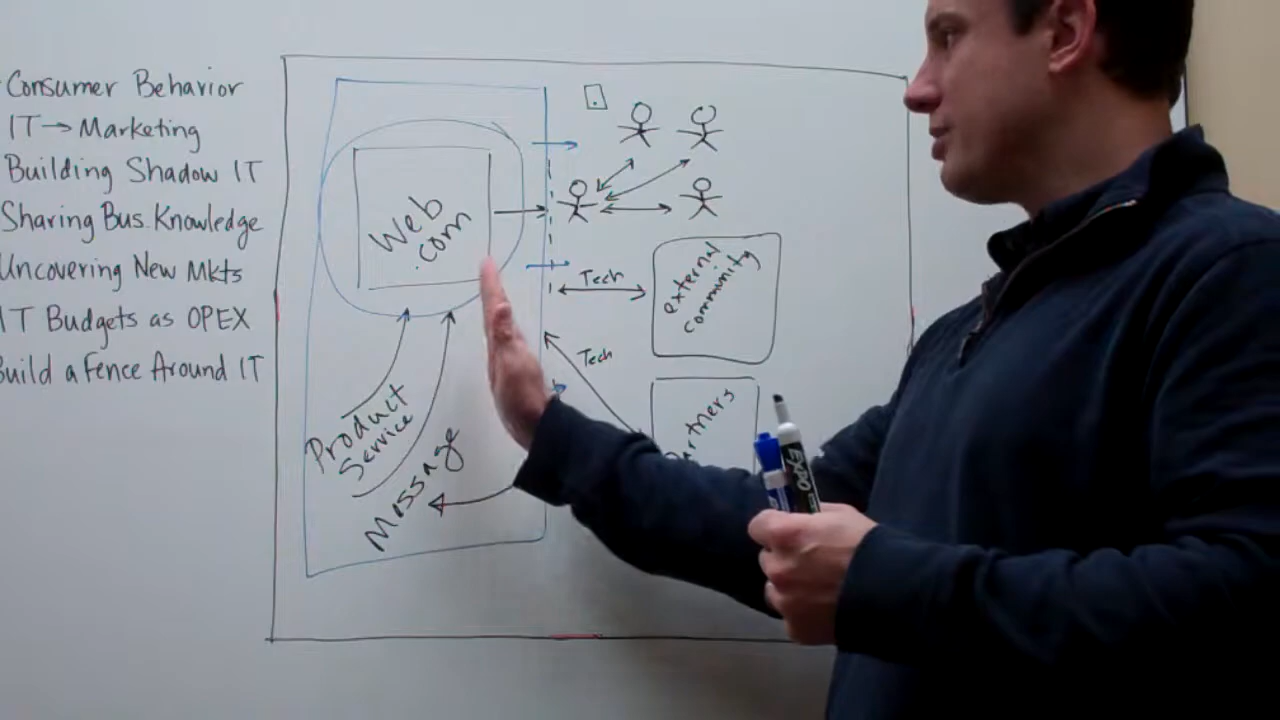 Consumer Behavior
IT → Marketing
Building Shadow IT
Sharing Bus. Knowledge
Uncovering New Mkts
IT Budgets as OPEX
Build a Fence Around IT
Web
.com
Product
Service
Message
Tech
external
community
Tech
EXPO